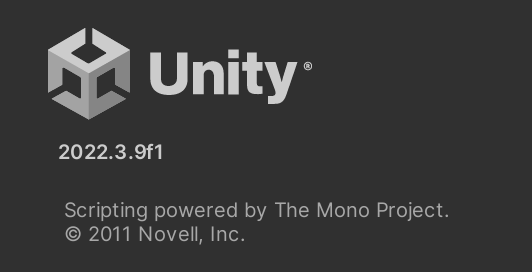 Unity®
2022.3.9f1
Scripting powered by The Mono Project.
© 2011 Novell, Inc.